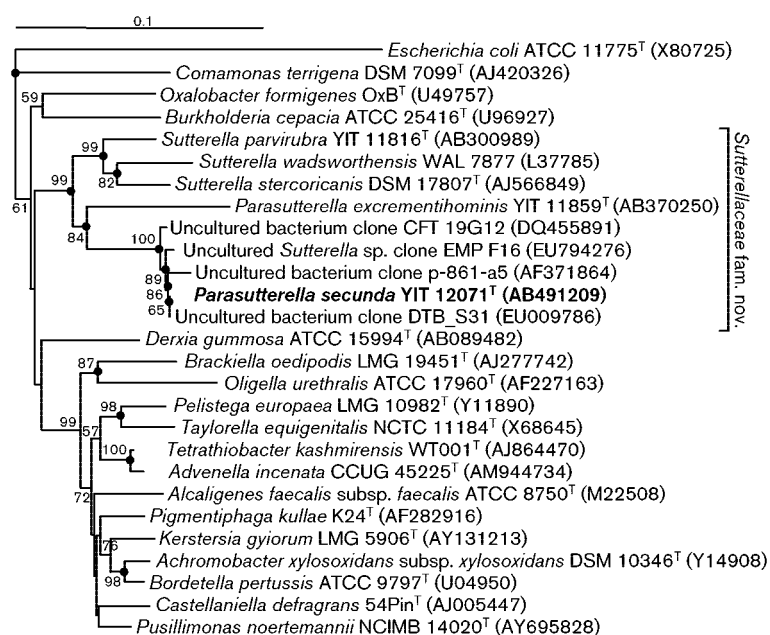 0.1
Escherichia coli ATCC 11775ᵀ (X80725)
Comamonas terrigena DSM 7099ᵀ (AJ420326)
59
Oxalobacter formigenes OxBᵀ (U49757)
Burkholderia cepacia ATCC 25416ᵀ (U96927)
99
Sutterella parvirubra YIT 11816ᵀ (AB300989)
Sutterella wadsworthensis WAL 7877 (L37785)
82
Sutterella stercoricanis DSM 17807ᵀ (AJ566849)
99
61
Parasutterella excrementihominis YIT 11859ᵀ (AB370250)
84
Uncultured bacterium clone CFT 19G12 (DQ455891)
100
Uncultured Sutterella sp. clone EMP F16 (EU794276)
Uncultured bacterium clone p-861-a5 (AF371864)
89
86
Parasutterella secunda YIT 12071ᵀ (AB491209)
65
Uncultured bacterium clone DTB_S31 (EU009786)
Sutterellaceae fam. nov.
Derxia gummosa ATCC 15994ᵀ (AB089482)
87
Brackiella oedipodis LMG 19451ᵀ (AJ277742)
Oligella urethralis ATCC 17960ᵀ (AF227163)
99
98
Pelistega europaea LMG 10982ᵀ (Y11890)
57
Taylorella equigenitalis NCTC 11184ᵀ (X68645)
100
Tetrathiobacter kashmirensis WT001ᵀ (AJ864470)
Advenella incenata CCUG 45225ᵀ (AM944734)
72
Alcaligenes faecalis subsp. faecalis ATCC 8750ᵀ (M22508)
Pigmentiphaga kullae K24ᵀ (AF282916)
76
Kerstersia gyiorum LMG 5906ᵀ (AY131213)
Achromobacter xylosoxidans subsp. xylosoxidans DSM 10346ᵀ (Y14908)
98
Bordetella pertussis ATCC 9797ᵀ (U04950)
Castellaniella defragrans 54Pinᵀ (AJ005447)
Pusillimonas noertemannii NCIMB 14020ᵀ (AY695828)